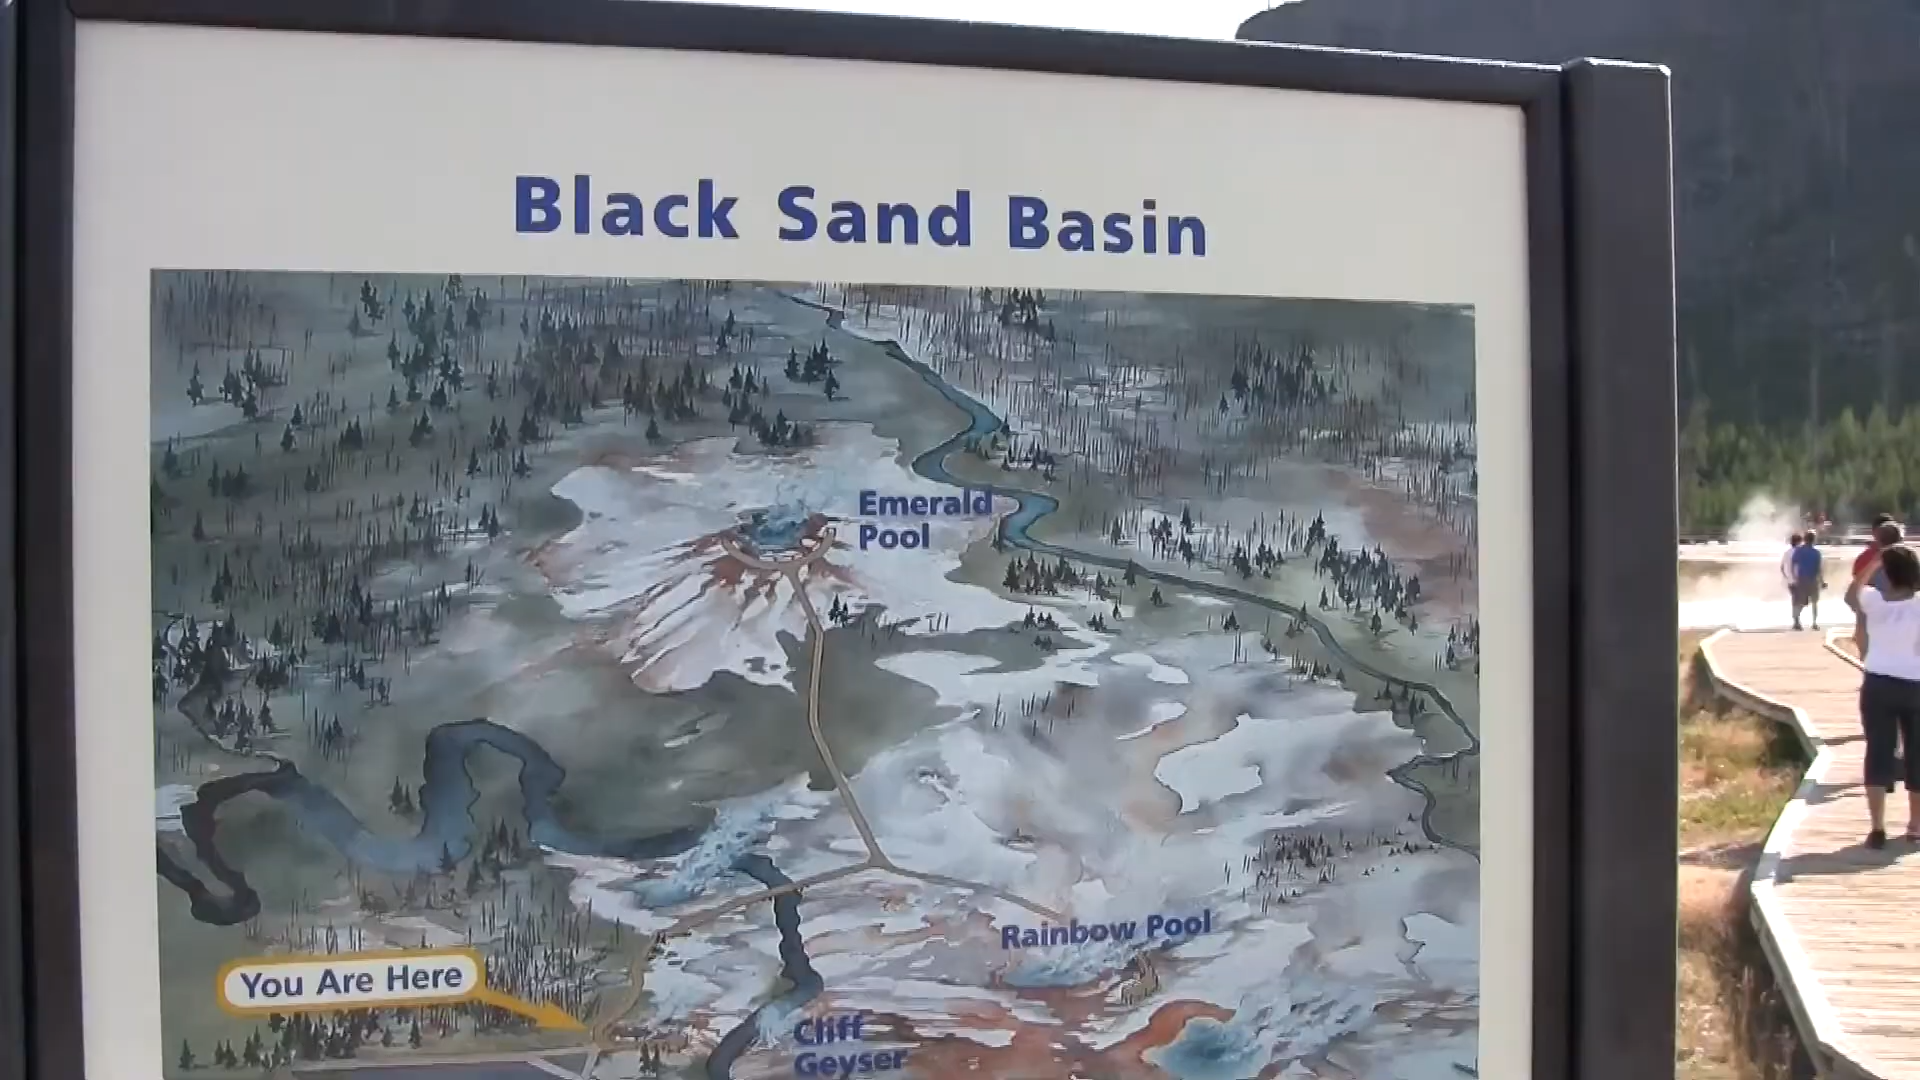 Black Sand Basin
Emerald
Pool
Rainbow Pool
You Are Here
Cliff
Geyser